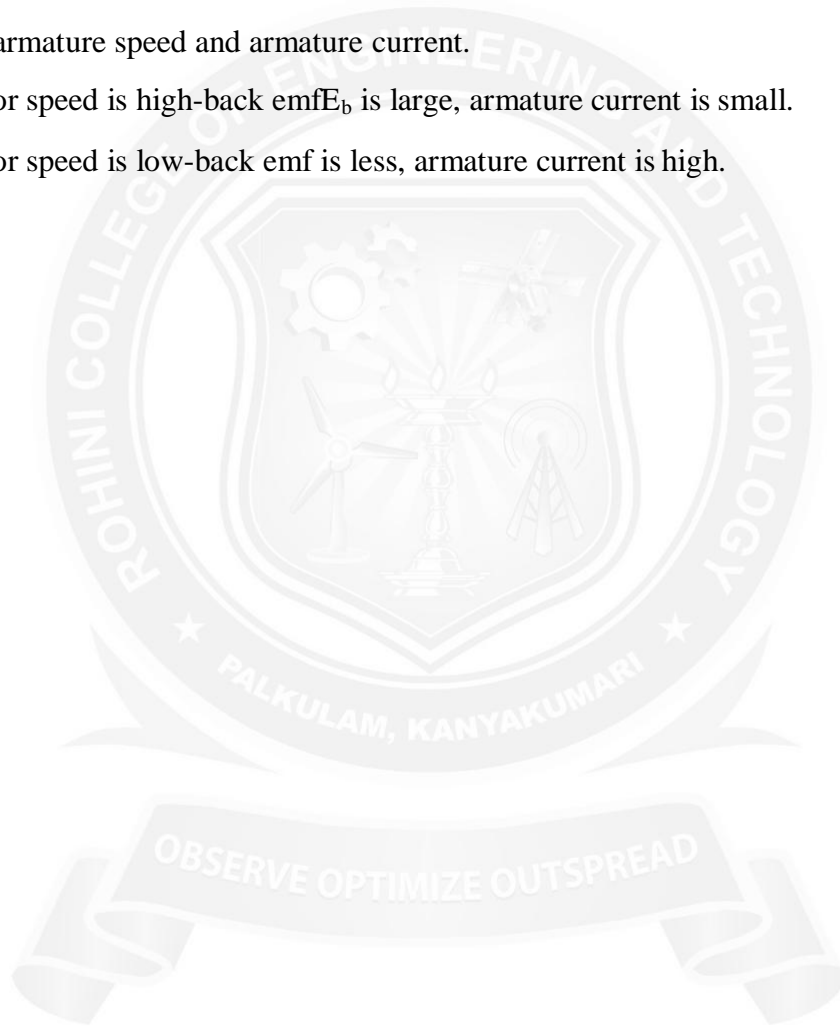 armature speed and armature current.
or speed is high-back emfE_b is large, armature current is small.
or speed is low-back emf is less, armature current is high.
ROHINI COLLEGE OF ENGINEERING AND TECHNOLOGY
PALKULAM, KANYAKUMARI
OBSERVE OPTIMIZE OUTSPREAD